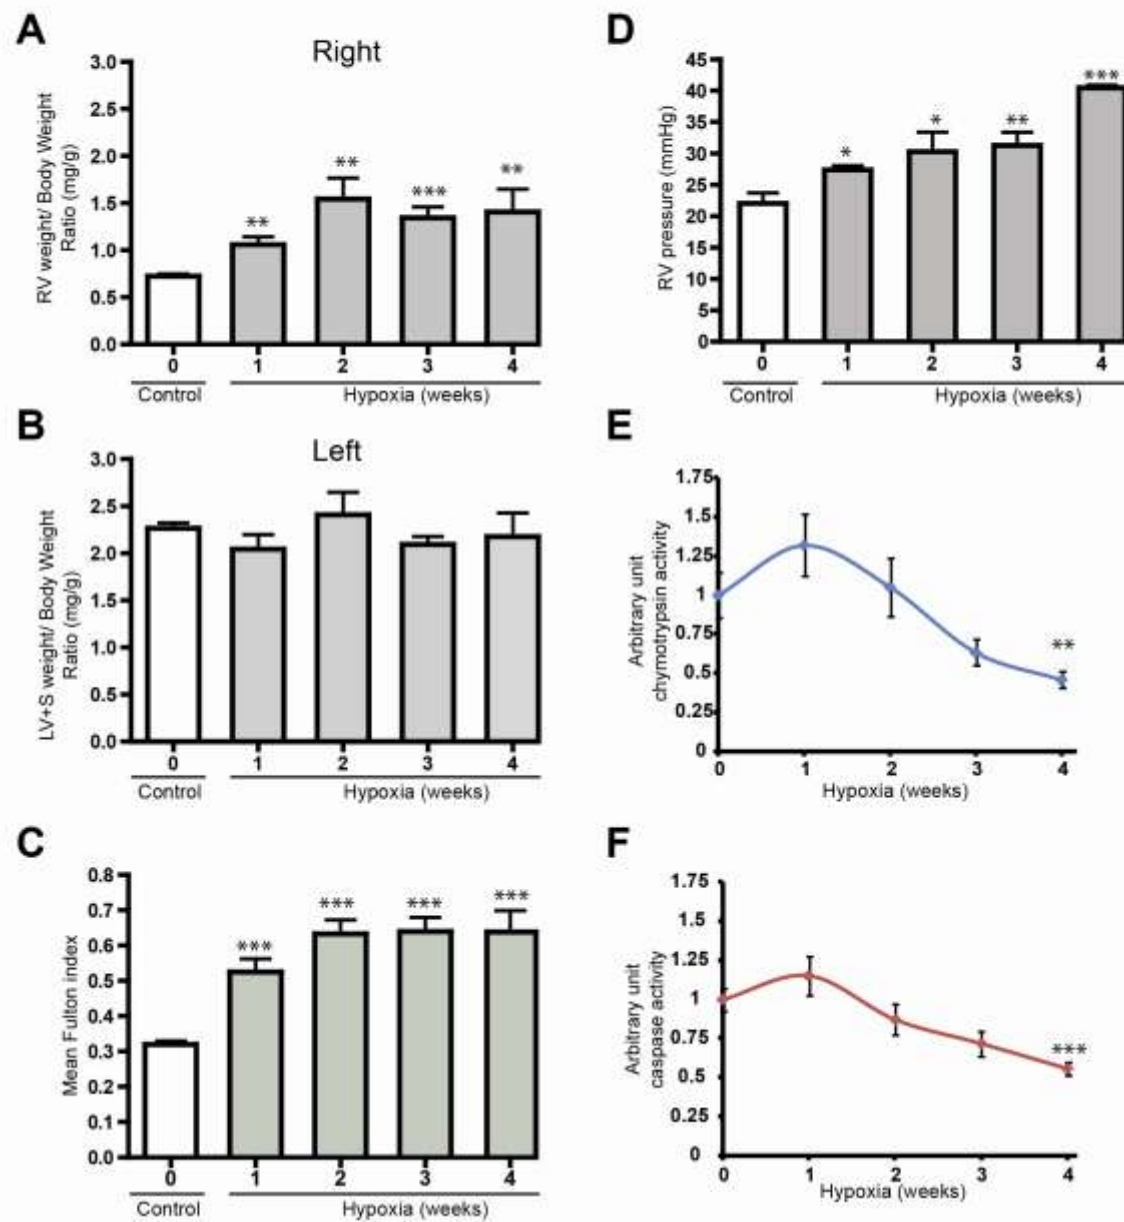 A
Right
RV weight/ Body Weight
Ratio (mg/g)
3.0
2.5
2.0
1.5
1.0
0.5
0.0
**
**
***
**
0 1 2 3 4
Control Hypoxia (weeks)
B
Left
LV+S weight/ Body Weight
Ratio (mg/g)
3.0
2.5
2.0
1.5
1.0
0.5
0.0
0 1 2 3 4
Control Hypoxia (weeks)
C
Mean Fulton index
0.8
0.7
0.6
0.5
0.4
0.3
0.2
0.1
0.0
***
***
***
***
0 1 2 3 4
Control Hypoxia (weeks)
D
RV pressure (mmHg)
45
40
35
30
25
20
15
10
5
0
*
*
**
***
0 1 2 3 4
Control Hypoxia (weeks)
E
Arbitrary unit
chymotrypsin activity
1.75
1.5
1.25
1
0.75
0.5
0.25
0
**
0 1 2 3 4
Hypoxia (weeks)
F
Arbitrary unit
caspase activity
1.75
1.5
1.25
1
0.75
0.5
0.25
0
***
0 1 2 3 4
Hypoxia (weeks)